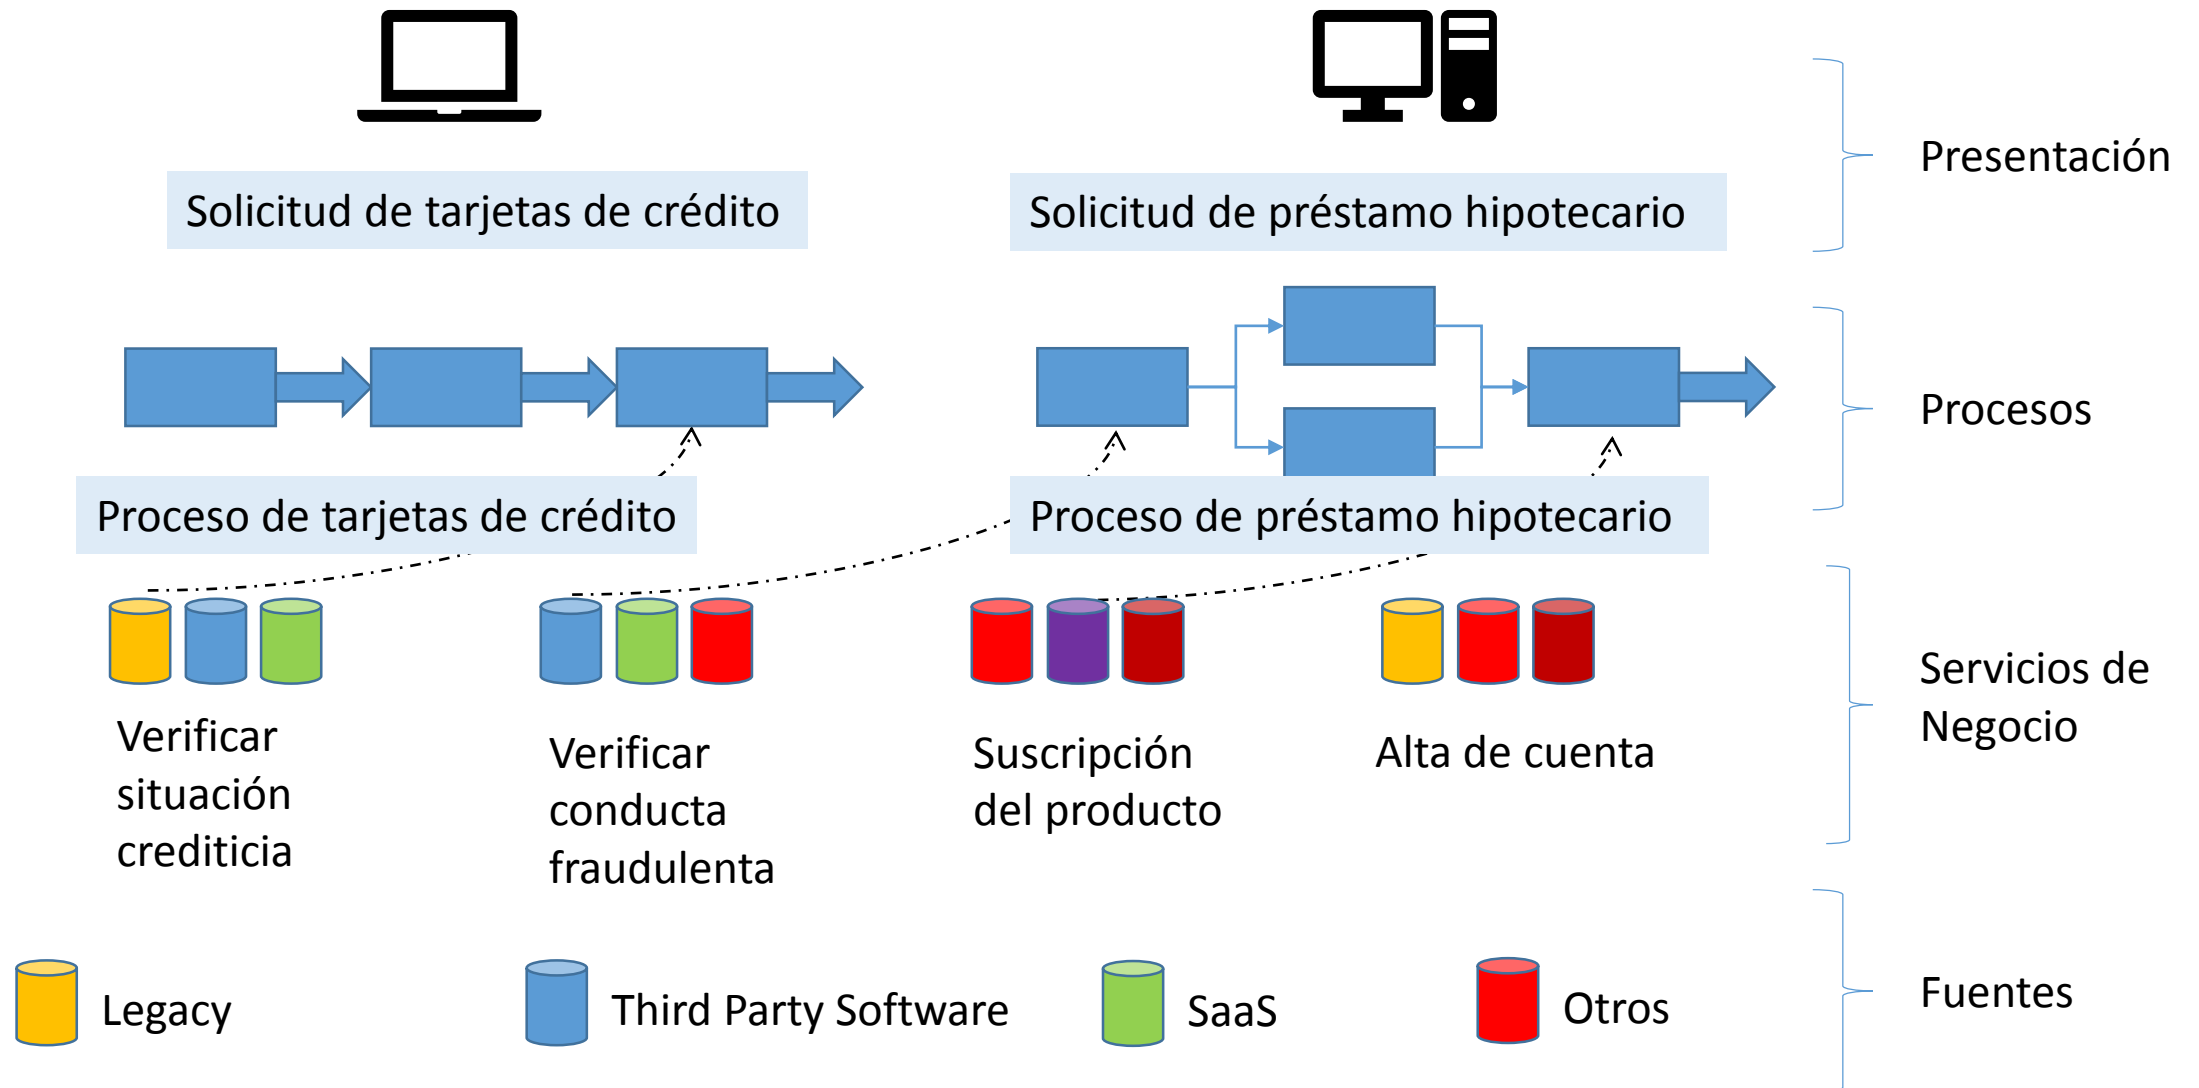 Solicitud de tarjetas de crédito
Solicitud de préstamo hipotecario
Presentación
Procesos
Proceso de tarjetas de crédito
Proceso de préstamo hipotecario
Verificar
situación
crediticia
Verificar
conducta
fraudulenta
Suscripción
del producto
Alta de cuenta
Servicios de
Negocio
Legacy
Third Party Software
SaaS
Otros
Fuentes